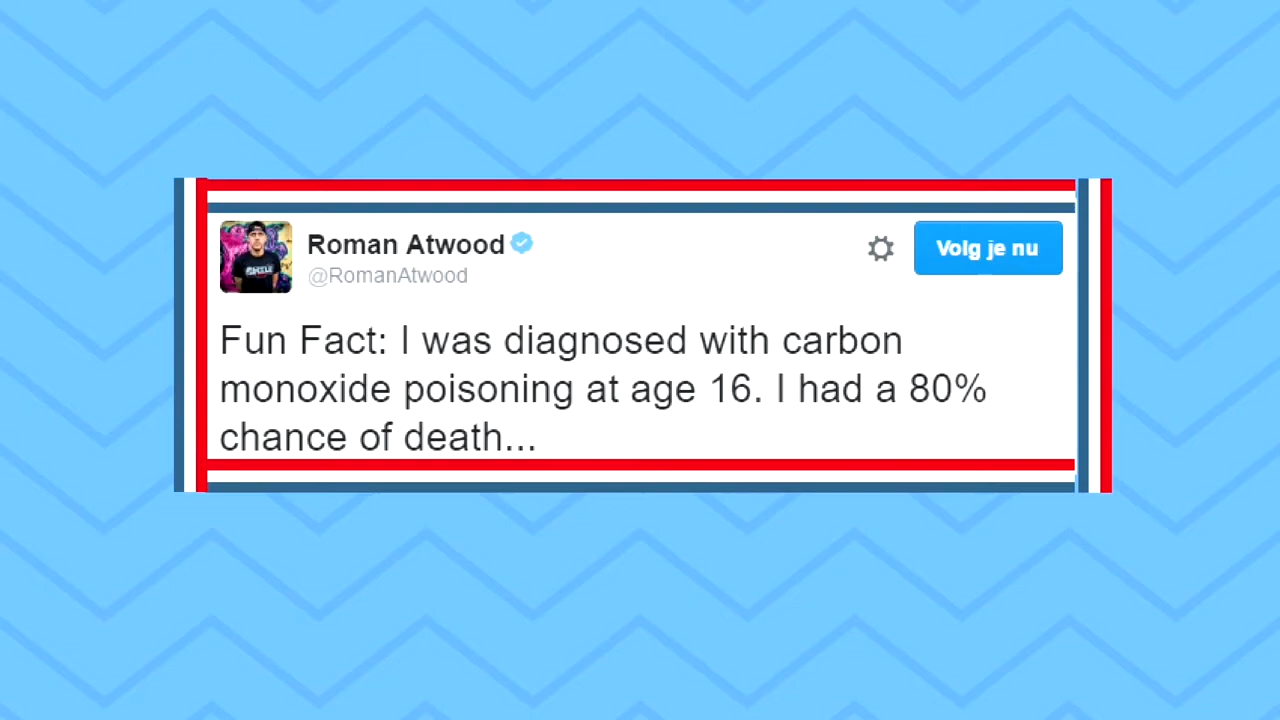 Roman Atwood
@RomanAtwood
Volg je nu
Fun Fact: I was diagnosed with carbon
monoxide poisoning at age 16. I had a 80%
chance of death...